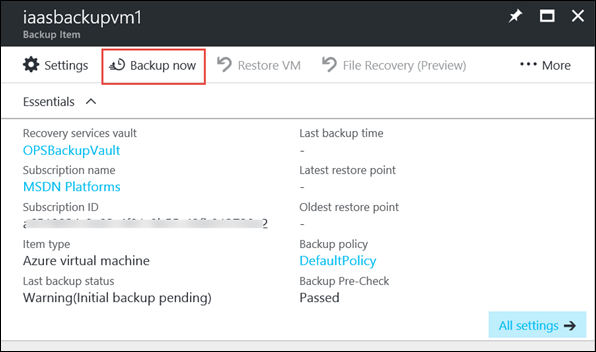 iaasbackupvm1
Backup Item
Settings Backup now Restore VM File Recovery (Preview) More
Essentials
Recovery services vault Last backup time
OPSBackupVault -
Subscription name Latest restore point
MSDN Platforms -
Subscription ID Oldest restore point
-
Item type Backup policy
Azure virtual machine DefaultPolicy
Last backup status Backup Pre-Check
Warning(Initial backup pending) Passed
All settings